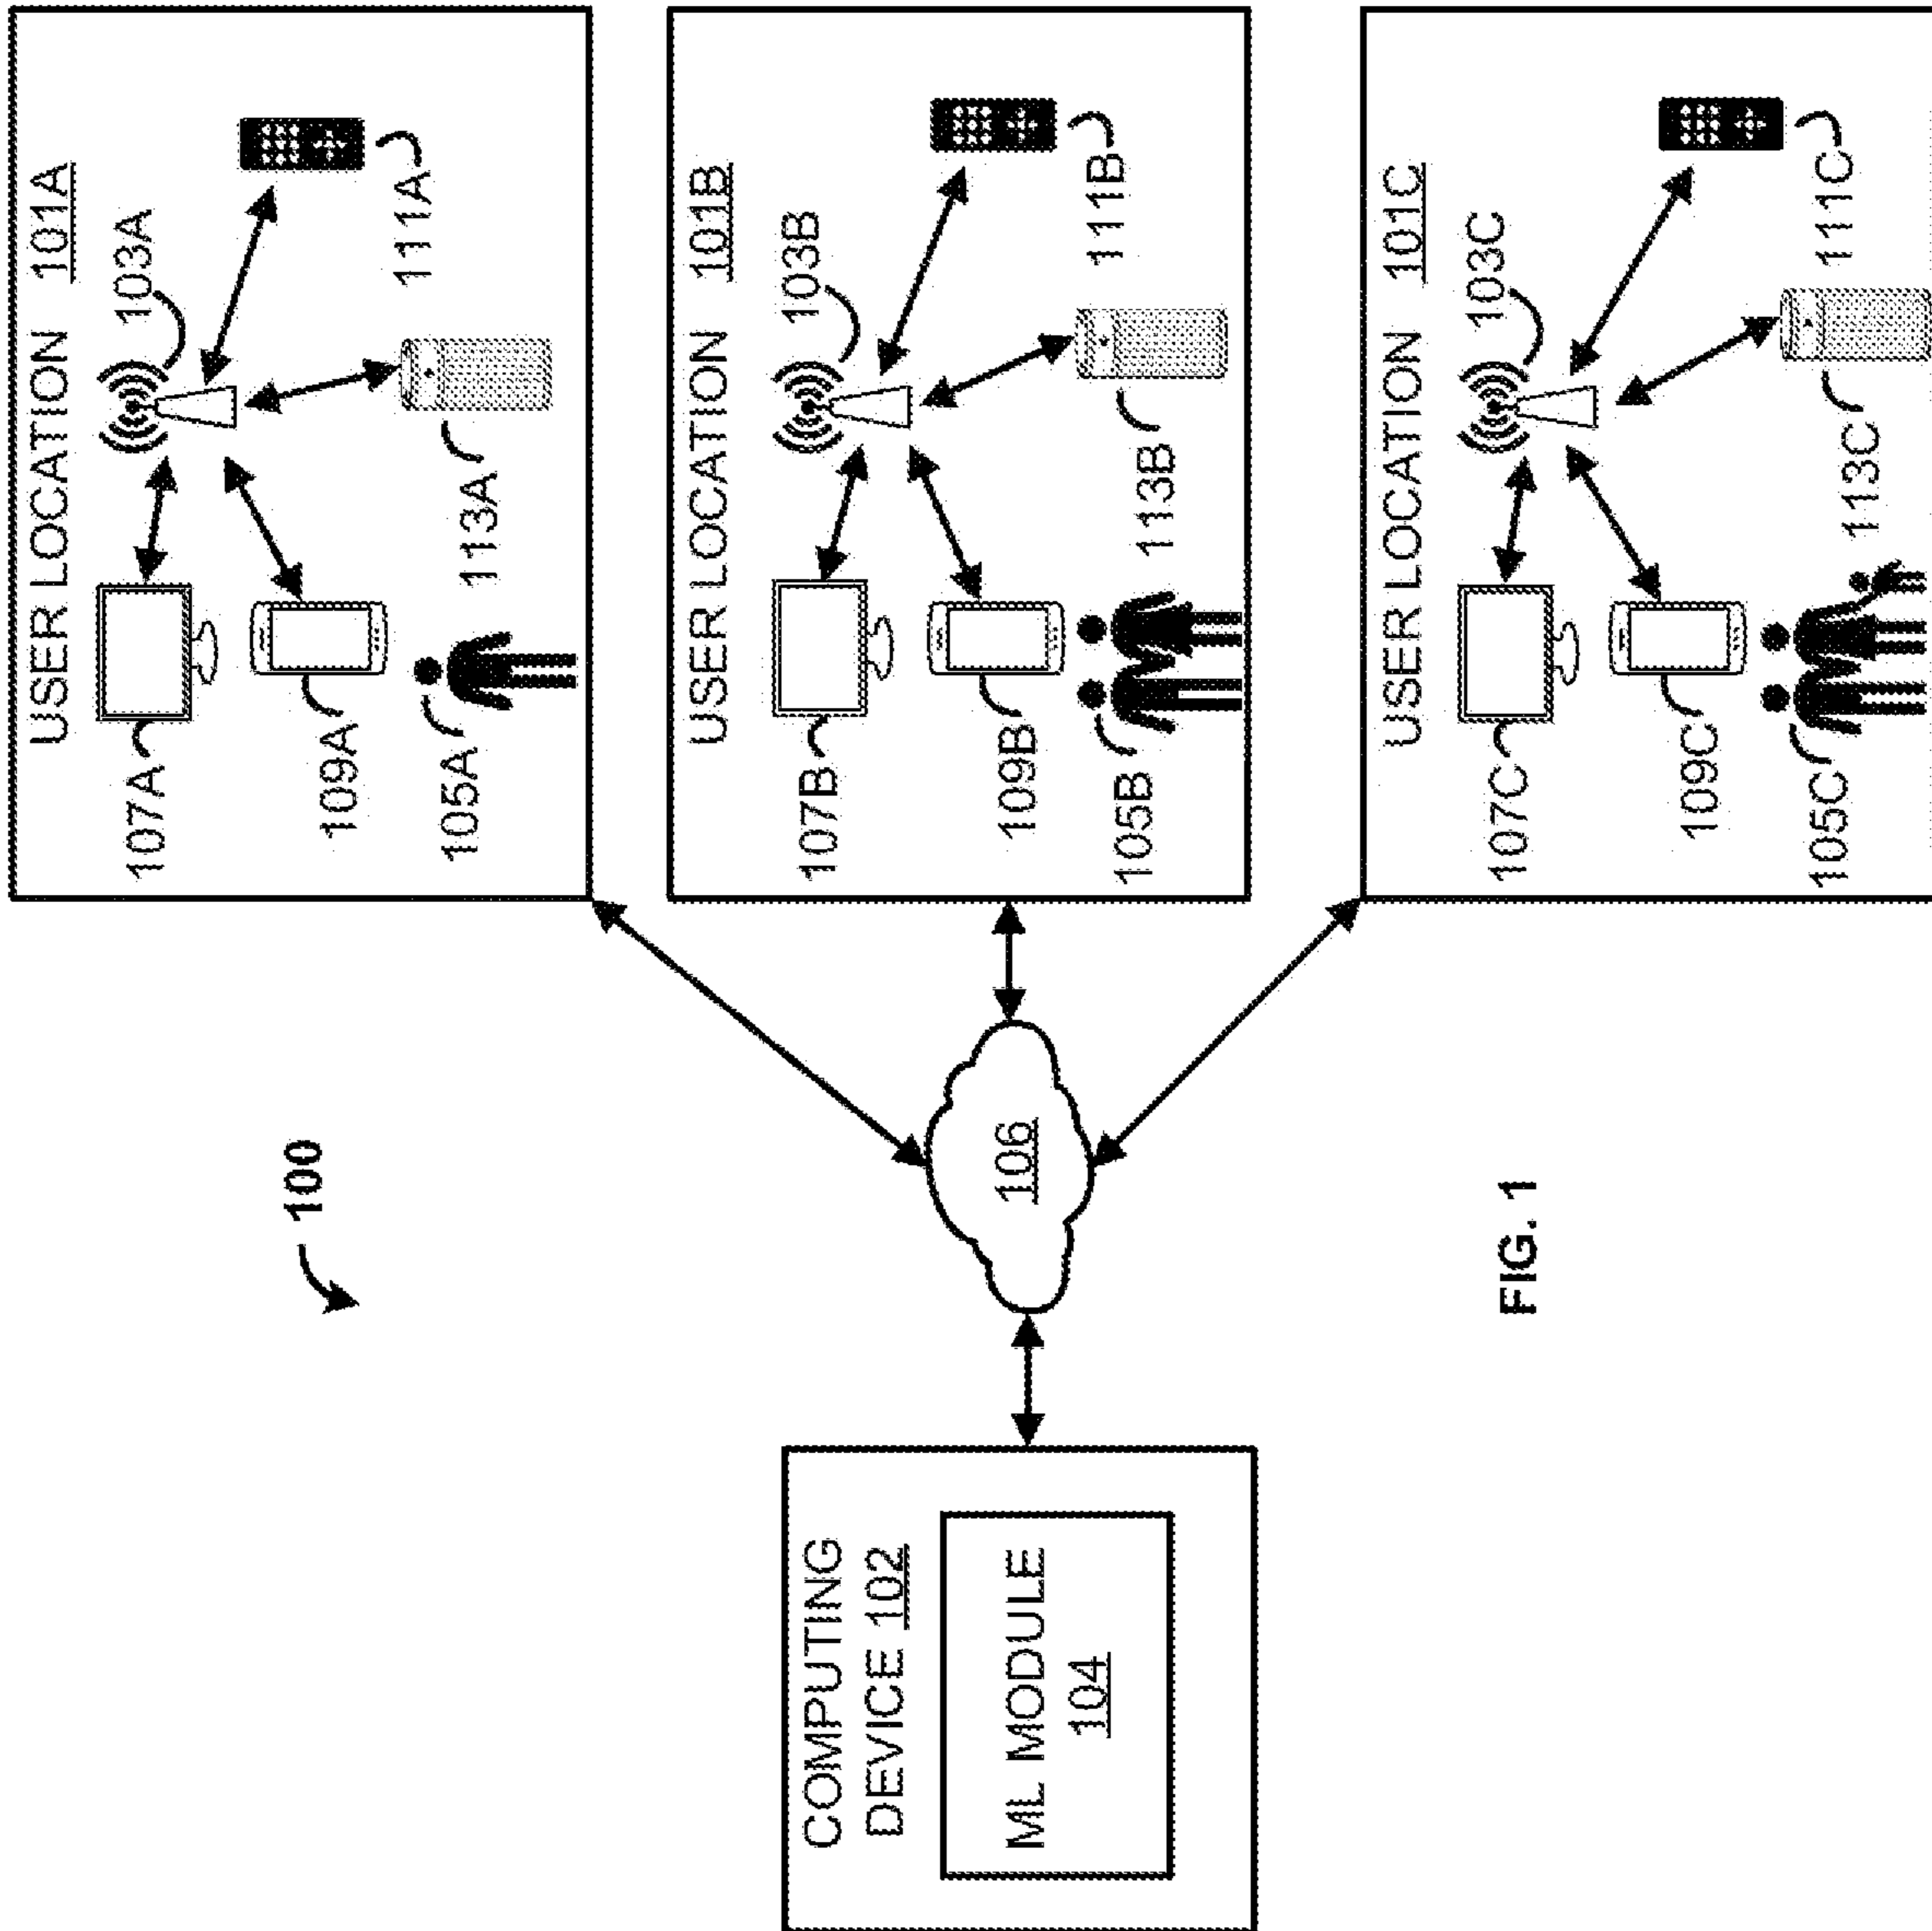 100
COMPUTING
DEVICE 102
ML MODULE
104
106
USER LOCATION 101A
107A
103A
109A
111A
105A
113A
USER LOCATION 101B
107B
103B
109B
111B
105B
113B
USER LOCATION 101C
107C
103C
109C
111C
105C
113C
FIG. 1